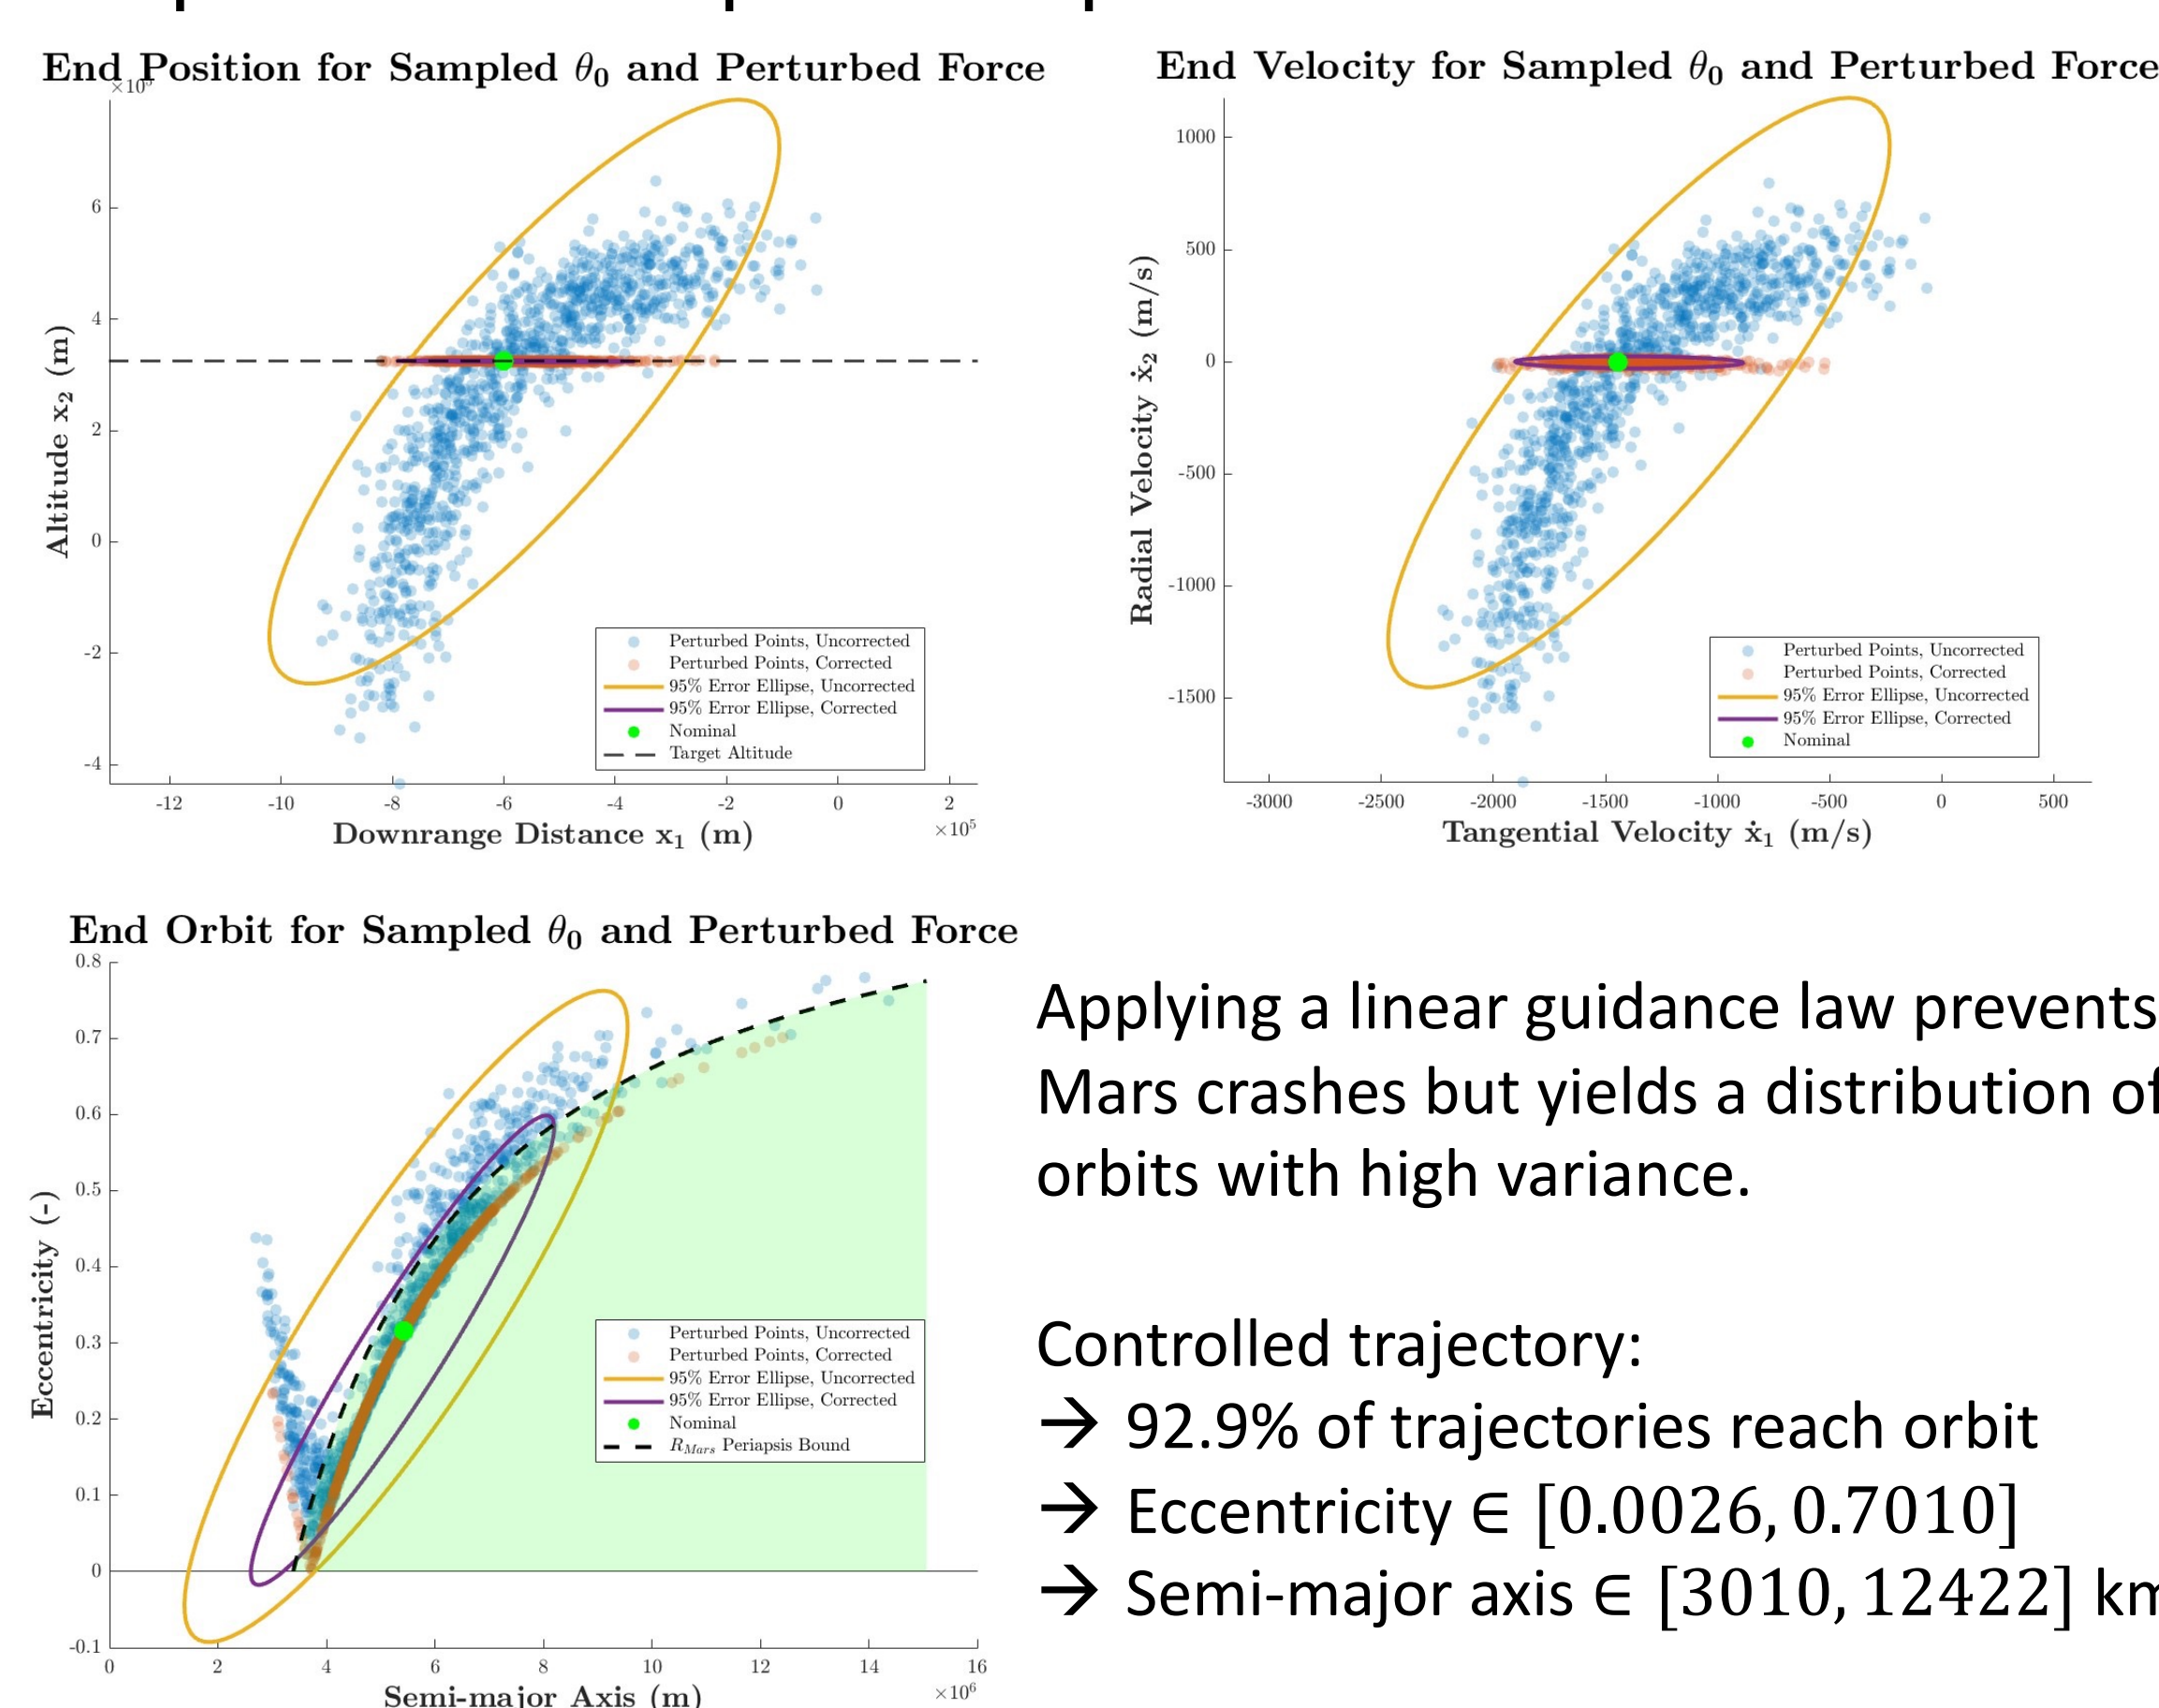 End Position for Sampled θ₀ and Perturbed Force
6
4
2
0
-2
-4
Altitude x₂ (m)
Perturbed Points, Uncorrected
Perturbed Points, Corrected
95% Error Ellipse, Uncorrected
95% Error Ellipse, Corrected
Nominal
Target Altitude
-12 -10 -8 -6 -4 -2 0 2
×10⁵
Downrange Distance x₁ (m)
End Velocity for Sampled θ₀ and Perturbed Force
1000
500
0
-500
-1000
-1500
Radial Velocity ẋ₂ (m/s)
Perturbed Points, Uncorrected
Perturbed Points, Corrected
95% Error Ellipse, Uncorrected
95% Error Ellipse, Corrected
Nominal
-3000 -2500 -2000 -1500 -1000 -500 0 500
Tangential Velocity ẋ₁ (m/s)
End Orbit for Sampled θ₀ and Perturbed Force
0.8
0.7
0.6
0.5
0.4
0.3
0.2
0.1
0
-0.1
Eccentricity (-)
Perturbed Points, Uncorrected
Perturbed Points, Corrected
95% Error Ellipse, Uncorrected
95% Error Ellipse, Corrected
Nominal
R_Mars Periapsis Bound
0 2 4 6 8 10 12 14 16
×10⁶
Semi-major Axis (m)
Applying a linear guidance law prevents
Mars crashes but yields a distribution of
orbits with high variance.
Controlled trajectory:
→ 92.9% of trajectories reach orbit
→ Eccentricity ∈ [0.0026, 0.7010]
→ Semi-major axis ∈ [3010, 12422] km